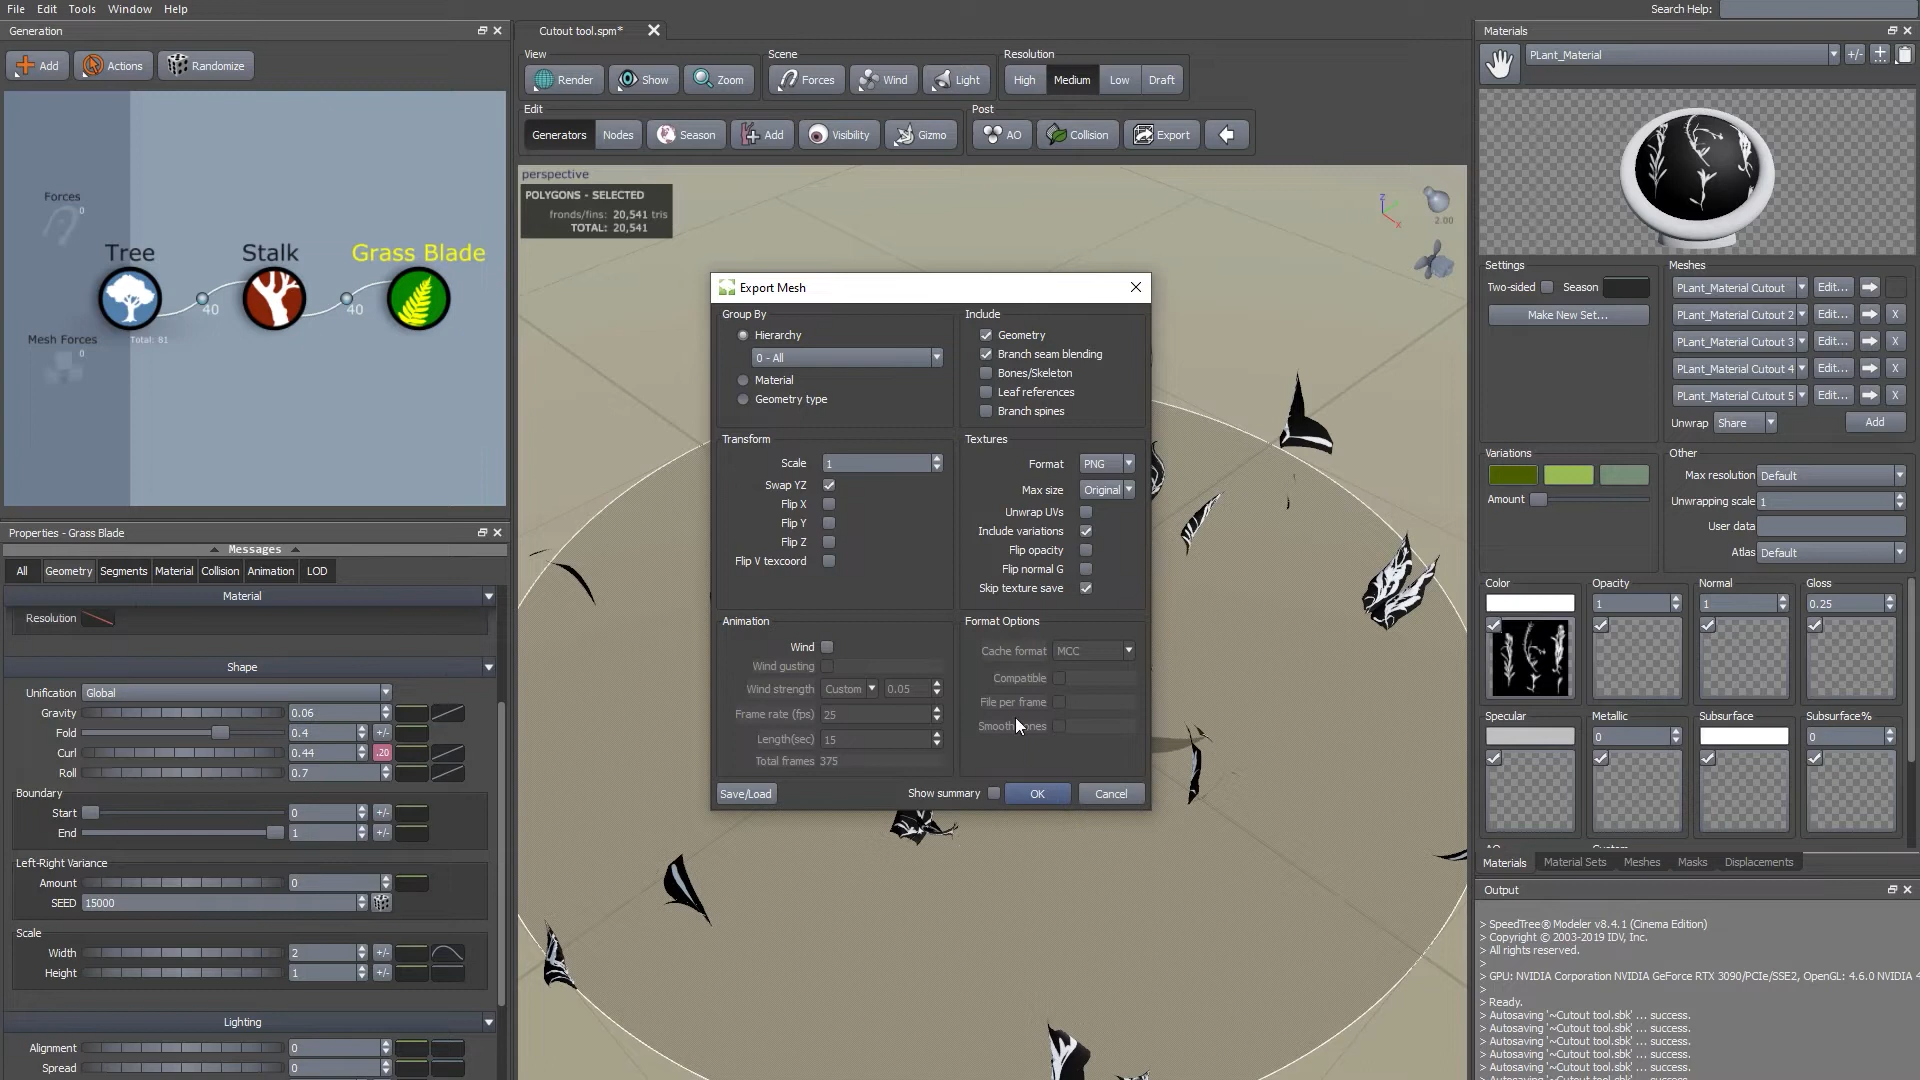 File Edit Tools Window Help
Search Help:
Generation
Add Actions Randomize
Forces
0
Tree Stalk Grass Blade
40 40
Mesh Forces
0
Total: 81
Properties - Grass Blade
Messages
All Geometry Segments Material Collision Animation LOD
Material
Resolution
Shape
Unification Global
Gravity 0.06
Fold 0.4 +/-
Curl 0.44 .20
Roll 0.7
Boundary
Start 0 +/-
End 1 +/-
Left-Right Variance
Amount 0
SEED 15000
Scale
Width 2 +/-
Height 1 +/-
Lighting
Alignment 0
Spread 0
Cutout tool.spm*
View Scene Resolution
Render Show Zoom Forces Wind Light High Medium Low Draft
Edit Post
Generators Nodes Season Add Visibility Gizmo AO Collision Export
perspective
POLYGONS - SELECTED
fronds/fins: 20,541 tris
TOTAL: 20,541
Z
X
2.00
Export Mesh
Group By
Hierarchy
0 - All
Material
Geometry type
Include
Geometry
Branch seam blending
Bones/Skeleton
Leaf references
Branch spines
Transform
Scale 1
Swap YZ
Flip X
Flip Y
Flip Z
Flip V texcoord
Textures
Format PNG
Max size Original
Unwrap UVs
Include variations
Flip opacity
Flip normal G
Skip texture save
Animation
Wind
Wind gusting
Wind strength Custom 0.05
Frame rate (fps) 25
Length(sec) 15
Total frames 375
Format Options
Cache format MCC
Compatible
File per frame
Save/Load Show summary OK Cancel
Materials
PLant_Material +/-
Settings
Two-sided Season
Make New Set...
Meshes
PLant_Material Cutout Edit...
PLant_Material Cutout 2 Edit... X
PLant_Material Cutout 3 Edit... X
PLant_Material Cutout 4 Edit... X
PLant_Material Cutout 5 Edit... X
Unwrap Share Add
Variations
Amount
Other
Max resolution Default
Unwrapping scale 1
User data
Atlas Default
Color Opacity Normal Gloss
1 1 0.25
Specular Metallic Subsurface Subsurface%
0 0
Materials Material Sets Meshes Masks Displacements
Output
> SpeedTree® Modeler v8.4.1 (Cinema Edition)
> Copyright © 2003-2019 IDV, Inc.
> All rights reserved.
>
> GPU: NVIDIA Corporation NVIDIA GeForce RTX 3090/PCIe/SSE2, OpenGL: 4.6.0 NVIDIA 4
>
> Ready.
> Autosaving '~Cutout tool.sbk' ... success.
> Autosaving '~Cutout tool.sbk' ... success.
> Autosaving '~Cutout tool.sbk' ... success.
> Autosaving '~Cutout tool.sbk' ... success.
> Autosaving '~Cutout tool.sbk' ... success.